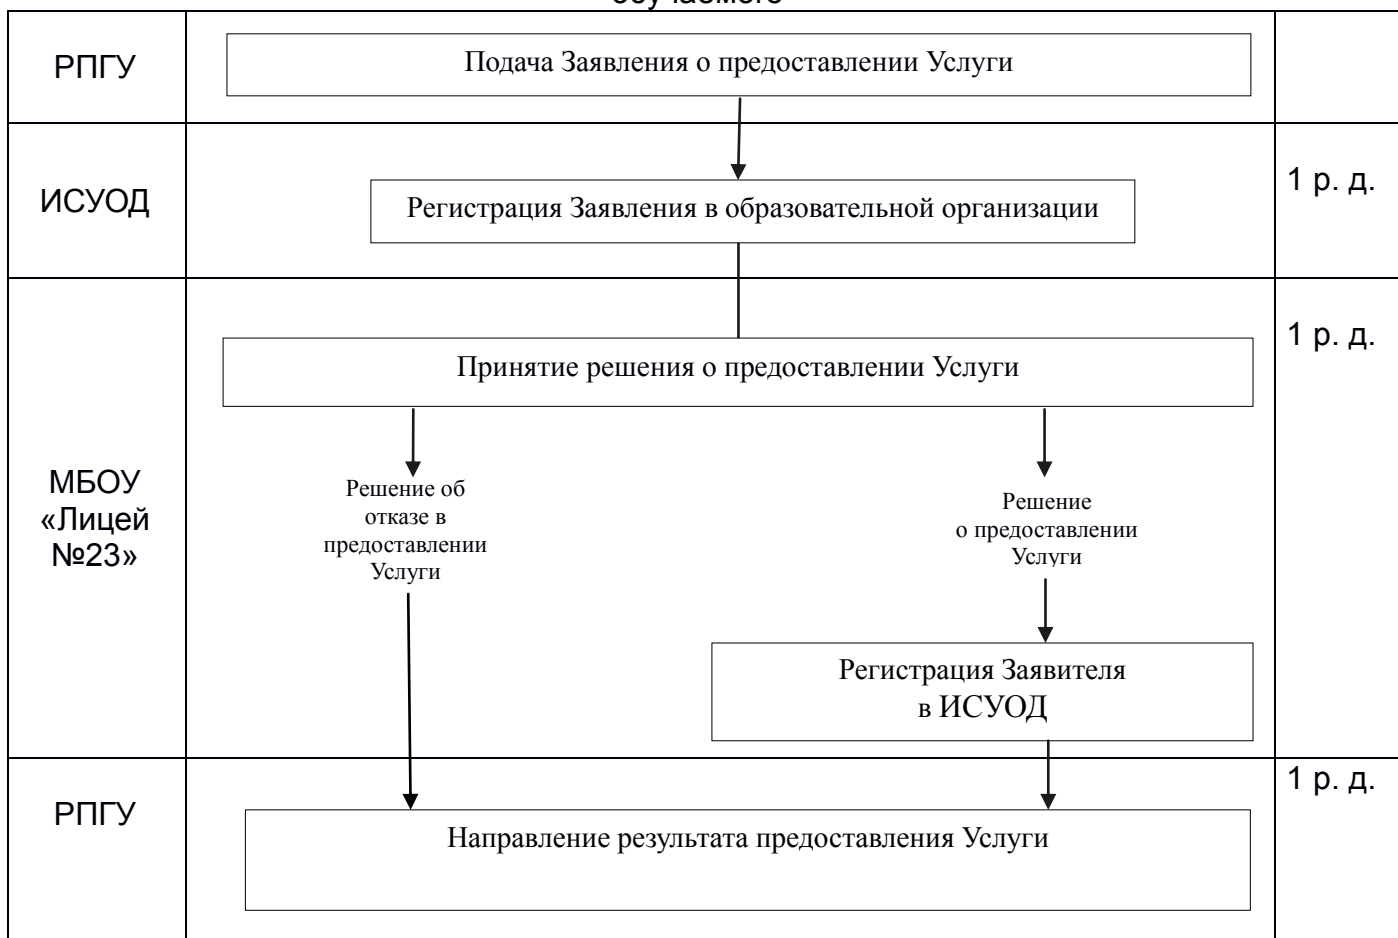 РПГУ
Подача Заявления о предоставлении Услуги
ИСУОД
Регистрация Заявления в образовательной организации
1 р. д.
МБОУ
«Лицей
№23»
Принятие решения о предоставлении Услуги
1 р. д.
Решение об
отказе в
предоставлении
Услуги
Решение
о предоставлении
Услуги
Регистрация Заявителя
в ИСУОД
РПГУ
Направление результата предоставления Услуги
1 р. д.